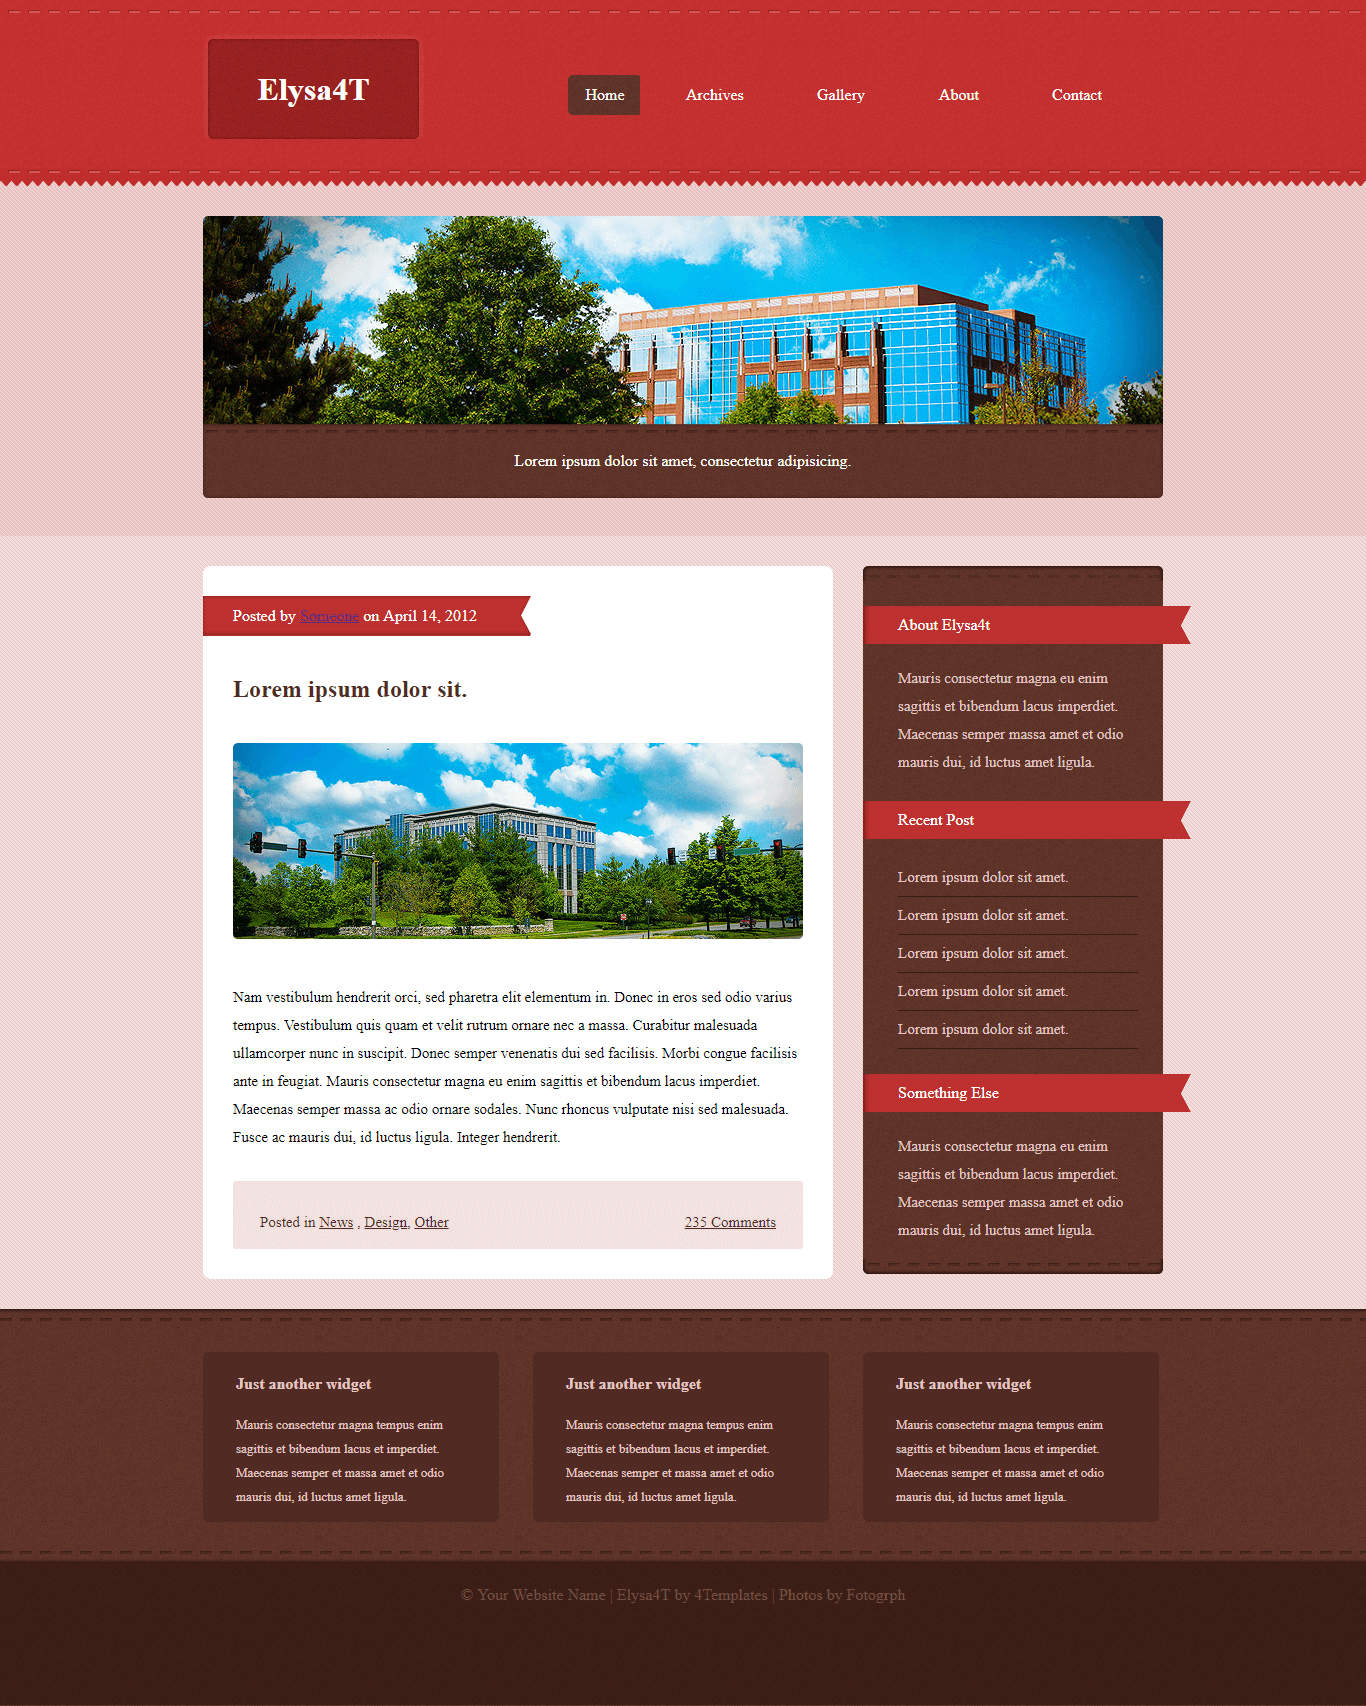 Elysa4T
Home
Archives
Gallery
About
Contact
Lorem ipsum dolor sit amet, consectetur adipisicing.
Posted by Someone on April 14, 2012
Lorem ipsum dolor sit.
Nam vestibulum hendrerit orci, sed pharetra elit elementum in. Donec in eros sed odio varius
tempus. Vestibulum quis quam et velit rutrum ornare nec a massa. Curabitur malesuada
ullamcorper nunc in suscipit. Donec semper venenatis dui sed facilisis. Morbi congue facilisis
ante in feugiat. Mauris consectetur magna eu enim sagittis et bibendum lacus imperdiet.
Maecenas semper massa ac odio ornare sodales. Nunc rhoncus vulputate nisi sed malesuada.
Fusce ac mauris dui, id luctus ligula. Integer hendrerit.
Posted in News , Design, Other
235 Comments
About Elysa4t
Mauris consectetur magna eu enim
sagittis et bibendum lacus imperdiet.
Maecenas semper massa amet et odio
mauris dui, id luctus amet ligula.
Recent Post
Lorem ipsum dolor sit amet.
Lorem ipsum dolor sit amet.
Lorem ipsum dolor sit amet.
Lorem ipsum dolor sit amet.
Lorem ipsum dolor sit amet.
Something Else
Mauris consectetur magna eu enim
sagittis et bibendum lacus imperdiet.
Maecenas semper massa amet et odio
mauris dui, id luctus amet ligula.
Just another widget
Mauris consectetur magna tempus enim
sagittis et bibendum lacus et imperdiet.
Maecenas semper et massa amet et odio
mauris dui, id luctus amet ligula.
Just another widget
Mauris consectetur magna tempus enim
sagittis et bibendum lacus et imperdiet.
Maecenas semper et massa amet et odio
mauris dui, id luctus amet ligula.
Just another widget
Mauris consectetur magna tempus enim
sagittis et bibendum lacus et imperdiet.
Maecenas semper et massa amet et odio
mauris dui, id luctus amet ligula.
© Your Website Name | Elysa4T by 4Templates | Photos by Fotogrph